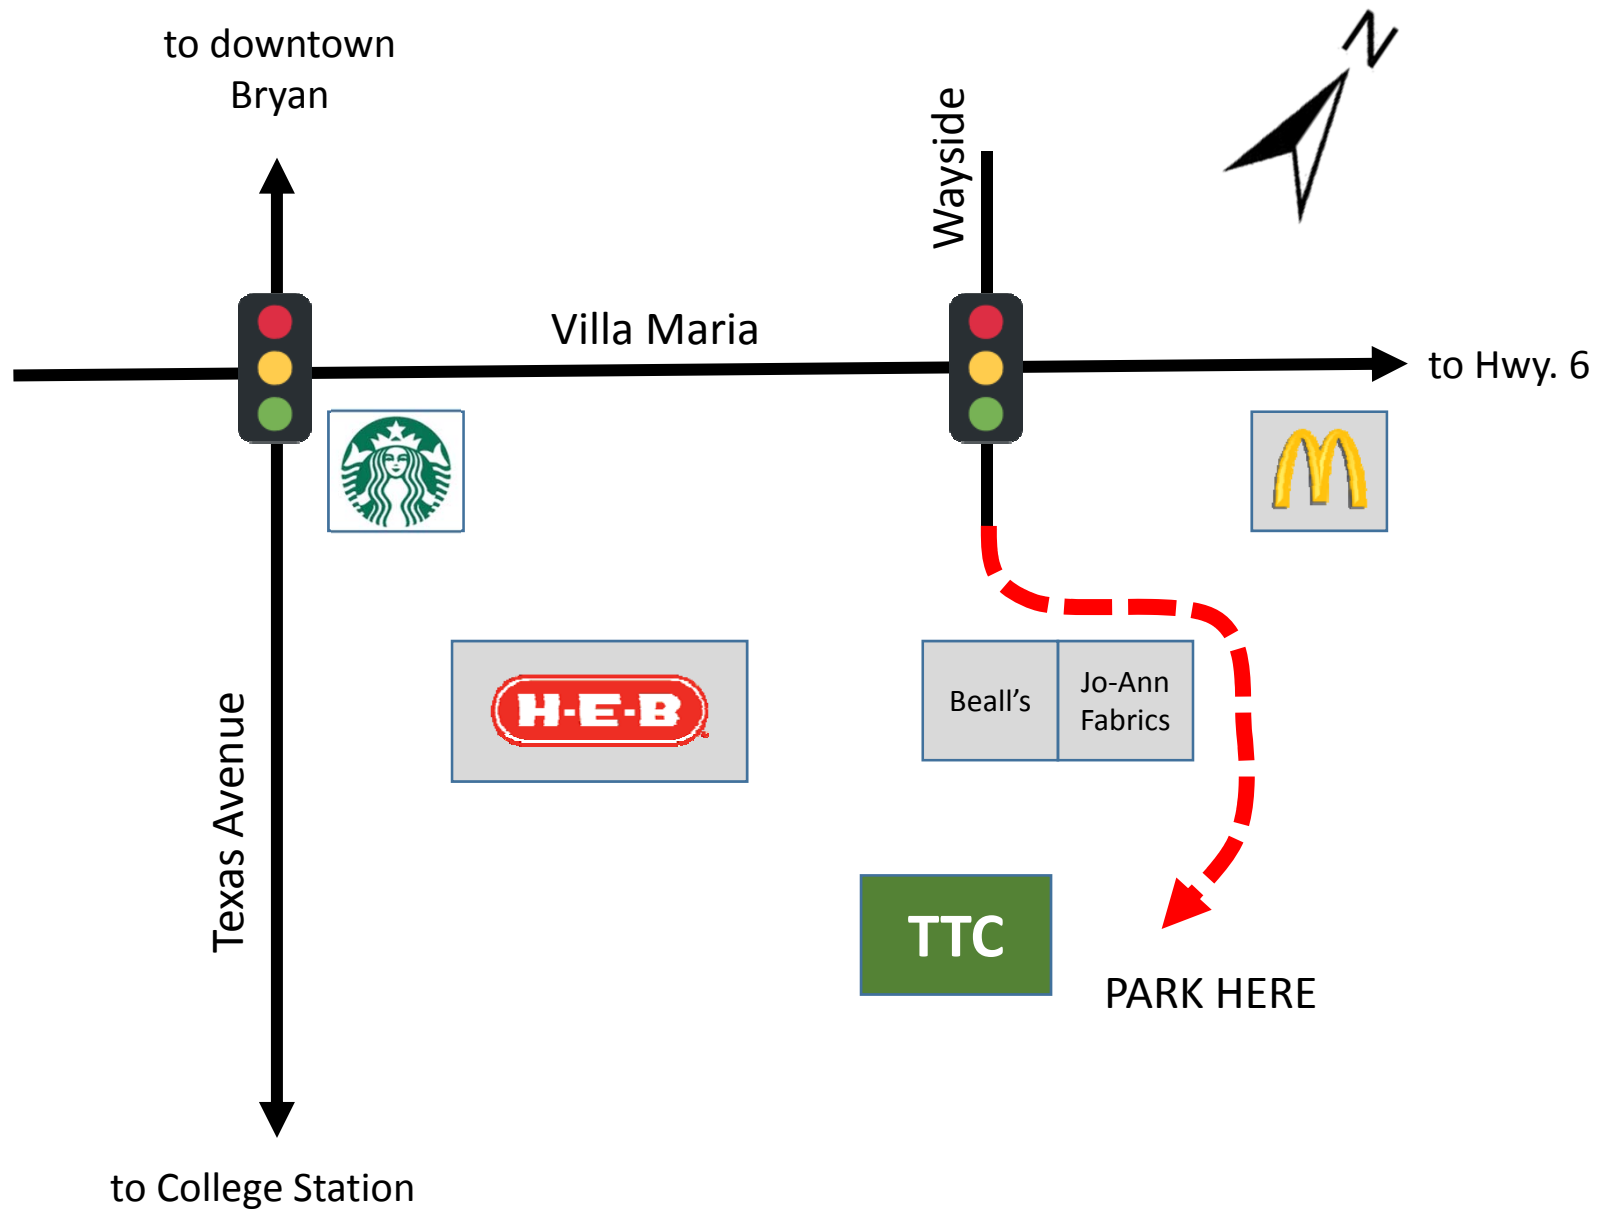 to downtown
Bryan
N
Wayside
Villa Maria
to Hwy. 6
H-E-B
Beall’s
Jo-Ann
Fabrics
Texas Avenue
TTC
PARK HERE
to College Station